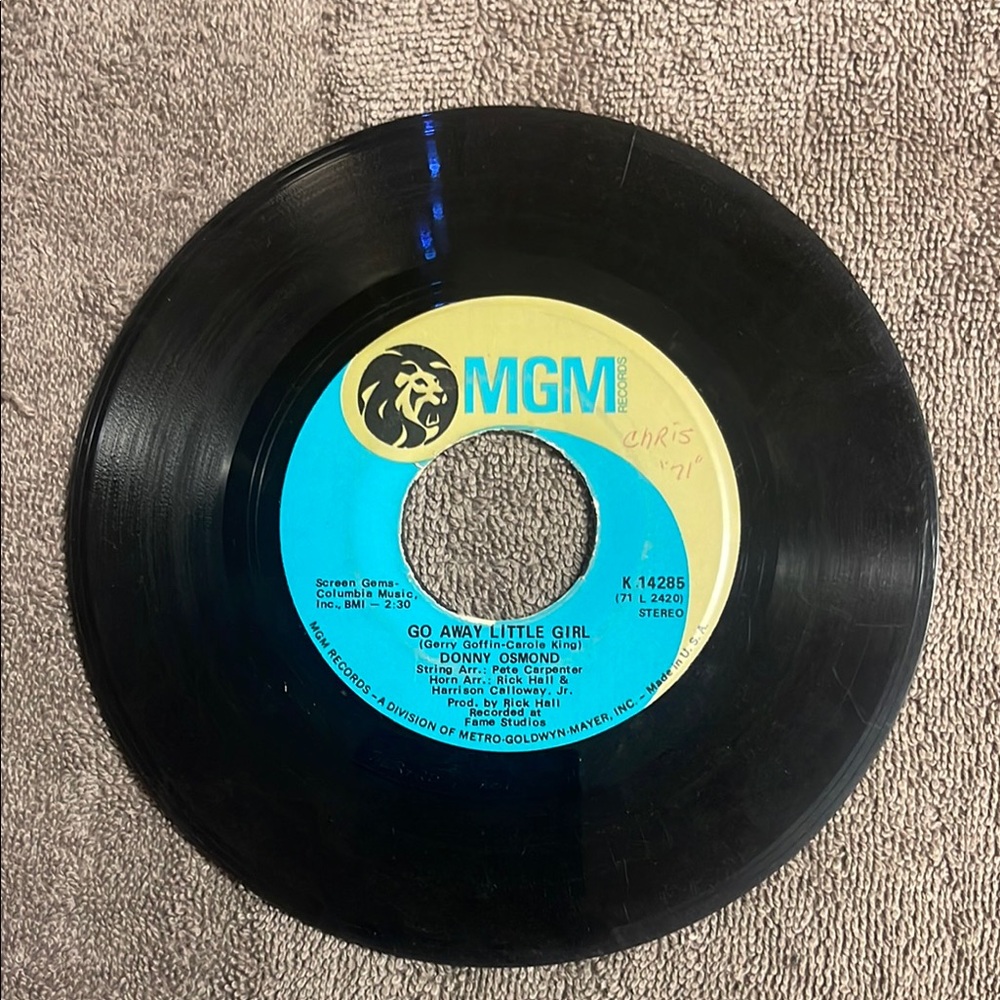 MGM
RECORDS
Chris
"71"
Screen Gems-
Columbia Music,
Inc., BMI — 2:30
K 14285
(71 L 2420)
STEREO
GO AWAY LITTLE GIRL
(Gerry Goffin-Carole King)
DONNY OSMOND
String Arr.: Pete Carpenter
Horn Arr.: Rick Hall &
Harrison Calloway, Jr.
Prod. by Rick Hall
Recorded at
Fame Studios
MGM RECORDS – A DIVISION OF METRO-GOLDWYN-MAYER, INC. – Made in U.S.A.